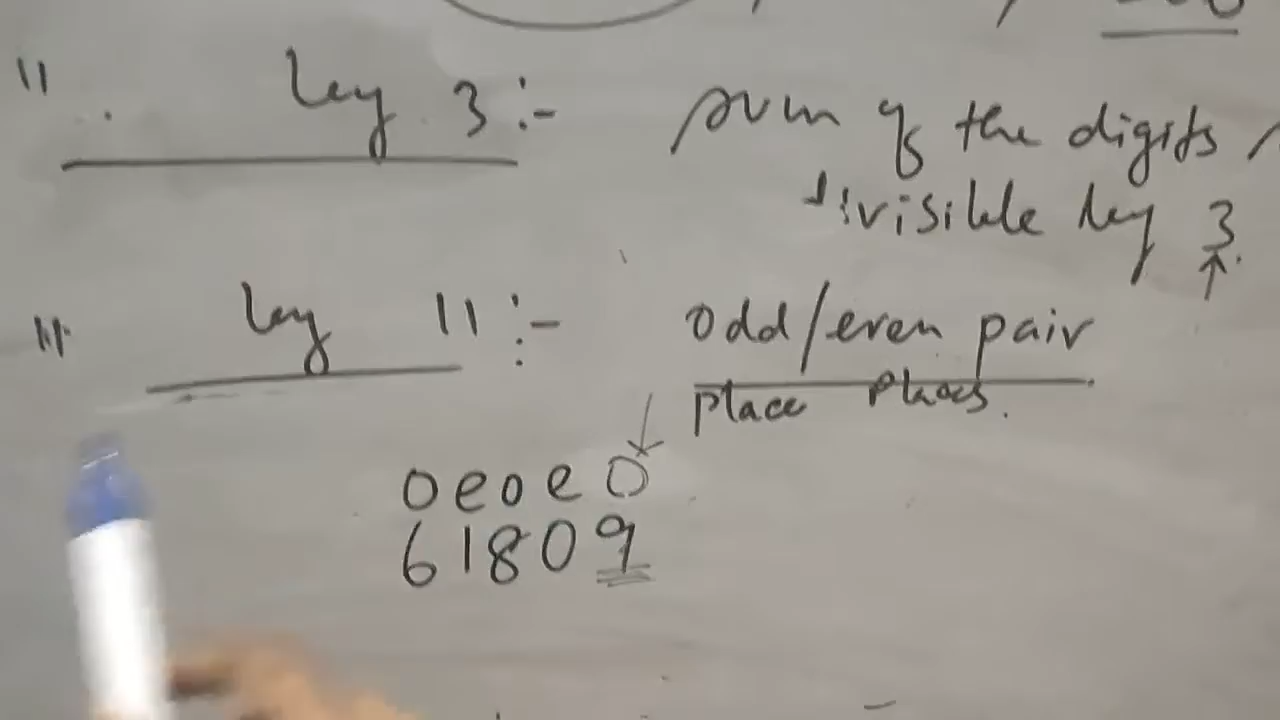 " by 3 :- sum of the digits
divisible by 3
" by 11 :- odd/even pair
place places.
o e o e o
6 1 8 0 9